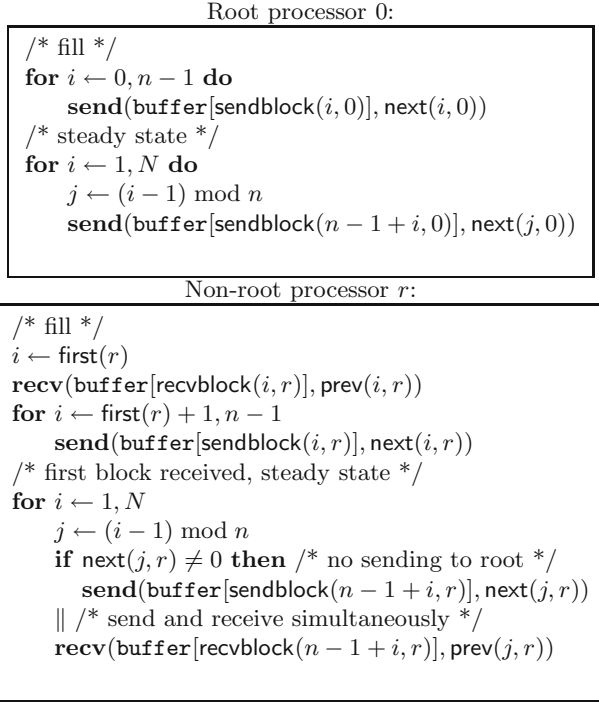 Root processor 0:
/* fill */
for i ← 0, n − 1 do
send(buffer[sendblock(i, 0)], next(i, 0))
/* steady state */
for i ← 1, N do
j ← (i − 1) mod n
send(buffer[sendblock(n − 1 + i, 0)], next(j, 0))
Non-root processor r:
/* fill */
i ← first(r)
recv(buffer[recvblock(i, r)], prev(i, r))
for i ← first(r) + 1, n − 1
send(buffer[sendblock(i, r)], next(i, r))
/* first block received, steady state */
for i ← 1, N
j ← (i − 1) mod n
if next(j, r) ≠ 0 then /* no sending to root */
send(buffer[sendblock(n − 1 + i, r)], next(j, r))
∥ /* send and receive simultaneously */
recv(buffer[recvblock(n − 1 + i, r)], prev(j, r))